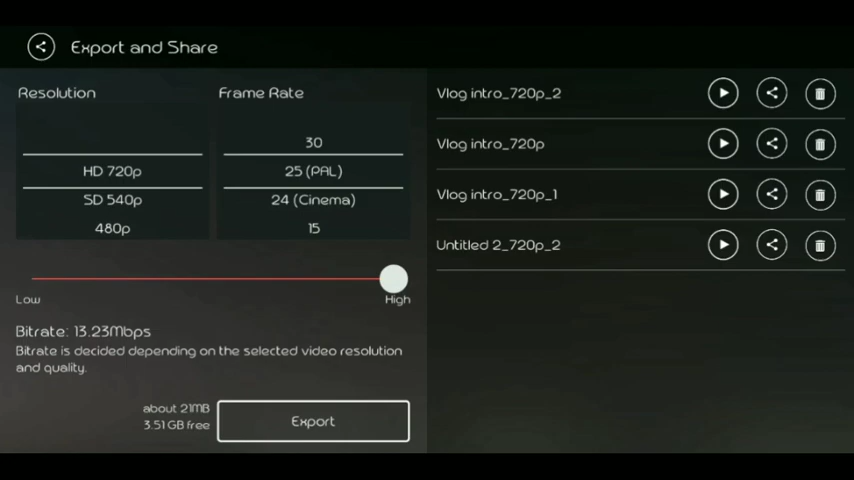 Export and Share
Resolution
Frame Rate
30
HD 720p
25 (PAL)
SD 540p
24 (Cinema)
480p
15
Low
High
Bitrate: 13.23Mbps
Bitrate is decided depending on the selected video resolution
and quality.
about 21MB
3.51 GB free
Export
Vlog intro_720p_2
Vlog intro_720p
Vlog intro_720p_1
Untitled 2_720p_2